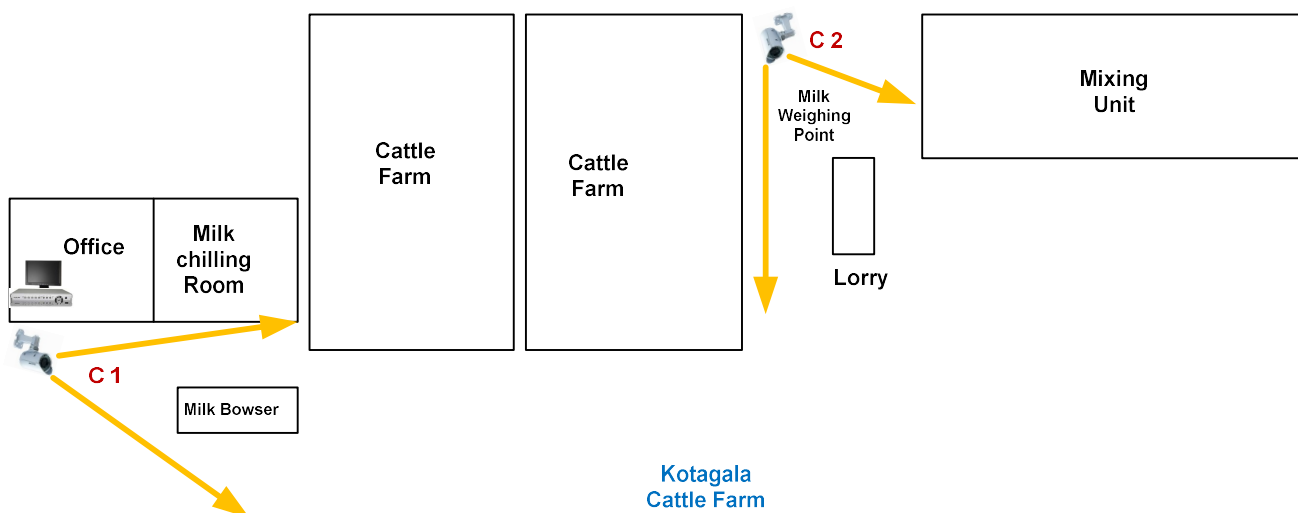 C 2
Mixing
Unit
Milk
Weighing
Point
Cattle
Farm
Cattle
Farm
Office
Milk
chilling
Room
Lorry
C 1
Milk Bowser
Kotagala
Cattle Farm